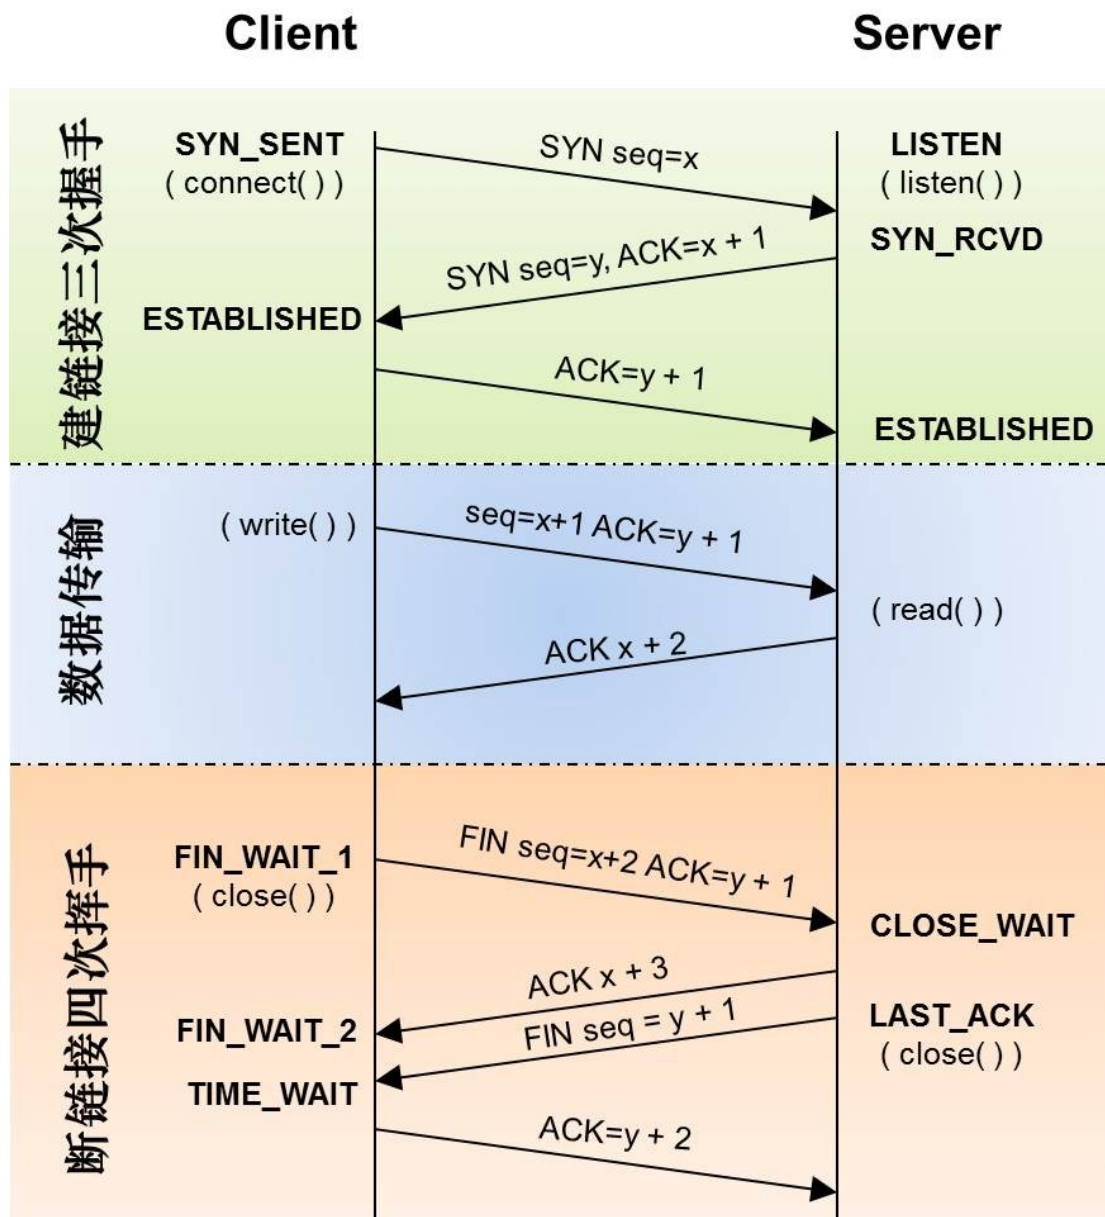 Client
Server
建链接三次握手
SYN_SENT
( connect( ) )
SYN seq=x
LISTEN
( listen( ) )
SYN_RCVD
SYN seq=y, ACK=x + 1
ESTABLISHED
ACK=y + 1
ESTABLISHED
数据传输
( write( ) )
seq=x+1 ACK=y + 1
( read( ) )
ACK x + 2
断链接四次挥手
FIN_WAIT_1
( close( ) )
FIN seq=x+2 ACK=y + 1
CLOSE_WAIT
ACK x + 3
FIN_WAIT_2
FIN seq = y + 1
LAST_ACK
( close( ) )
TIME_WAIT
ACK=y + 2